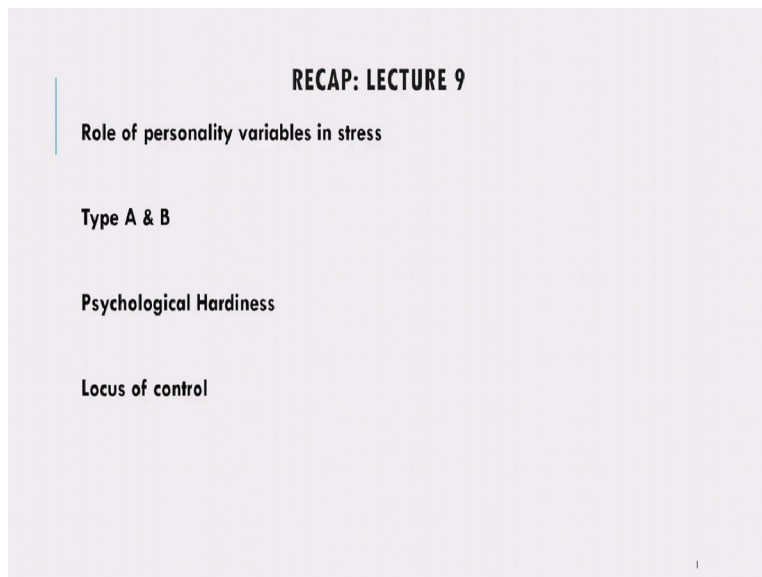 RECAP: LECTURE 9
Role of personality variables in stress
Type A & B
Psychological Hardiness
Locus of control
1